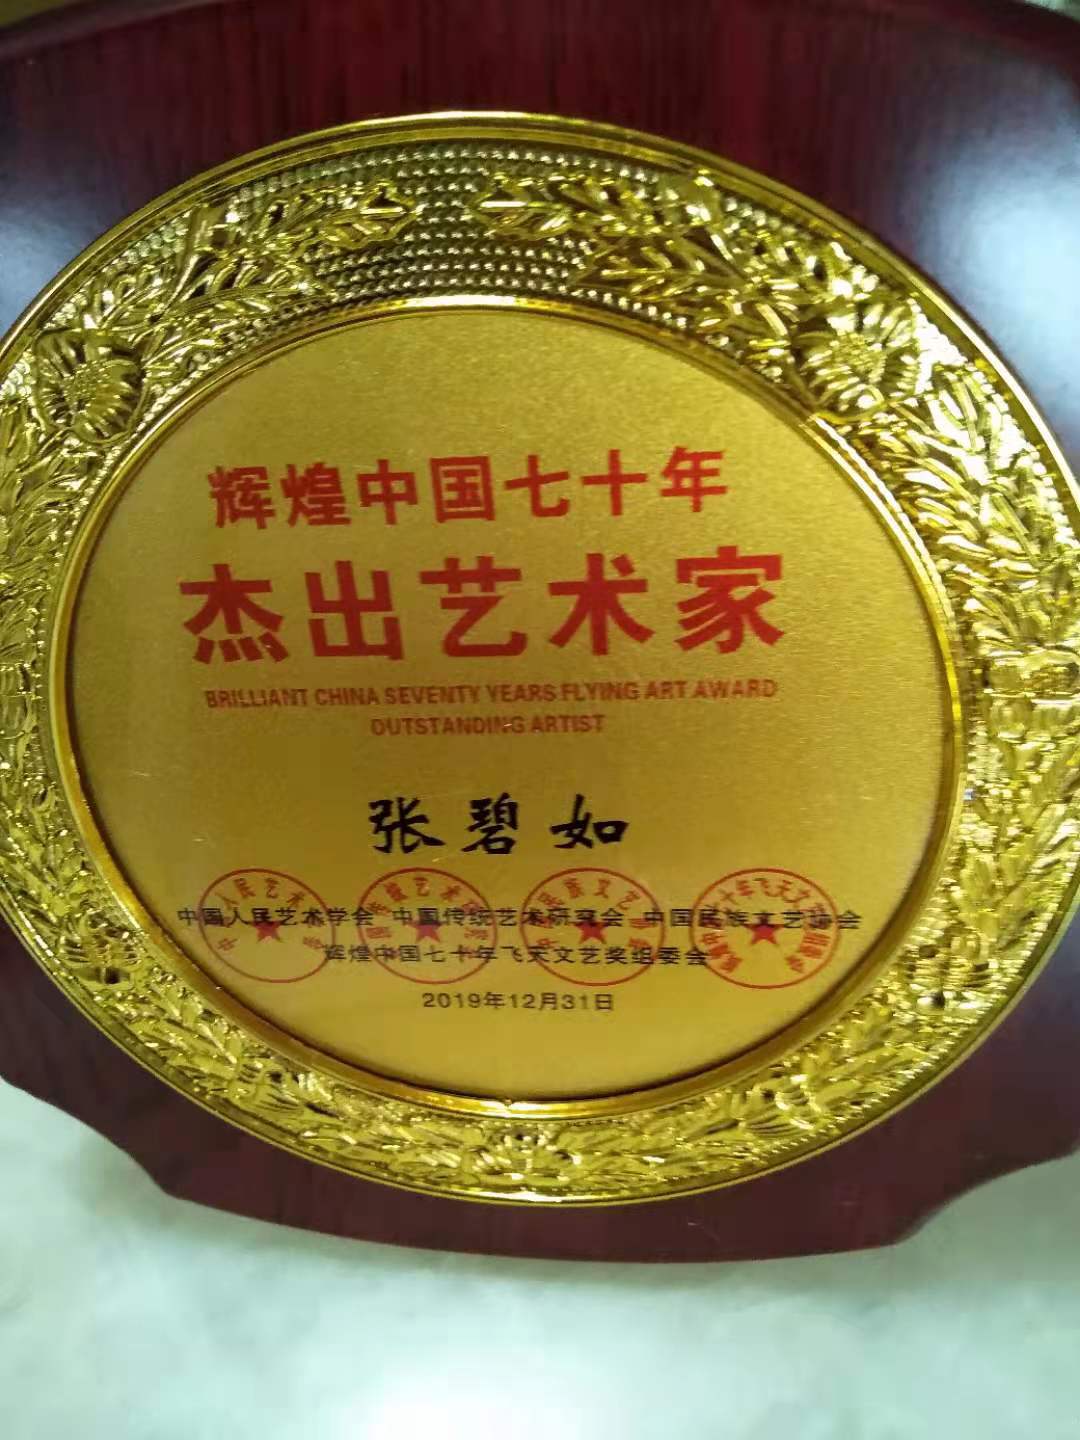 辉煌中国七十年
杰出艺术家
BRILLIANT CHINA SEVENTY YEARS FLYING ART AWARD
OUTSTANDING ARTIST
张碧如
中国人民艺术学会 中国传统艺术研究会 中国民族文艺协会
辉煌中国七十年飞天文艺奖组委会
2019年12月31日